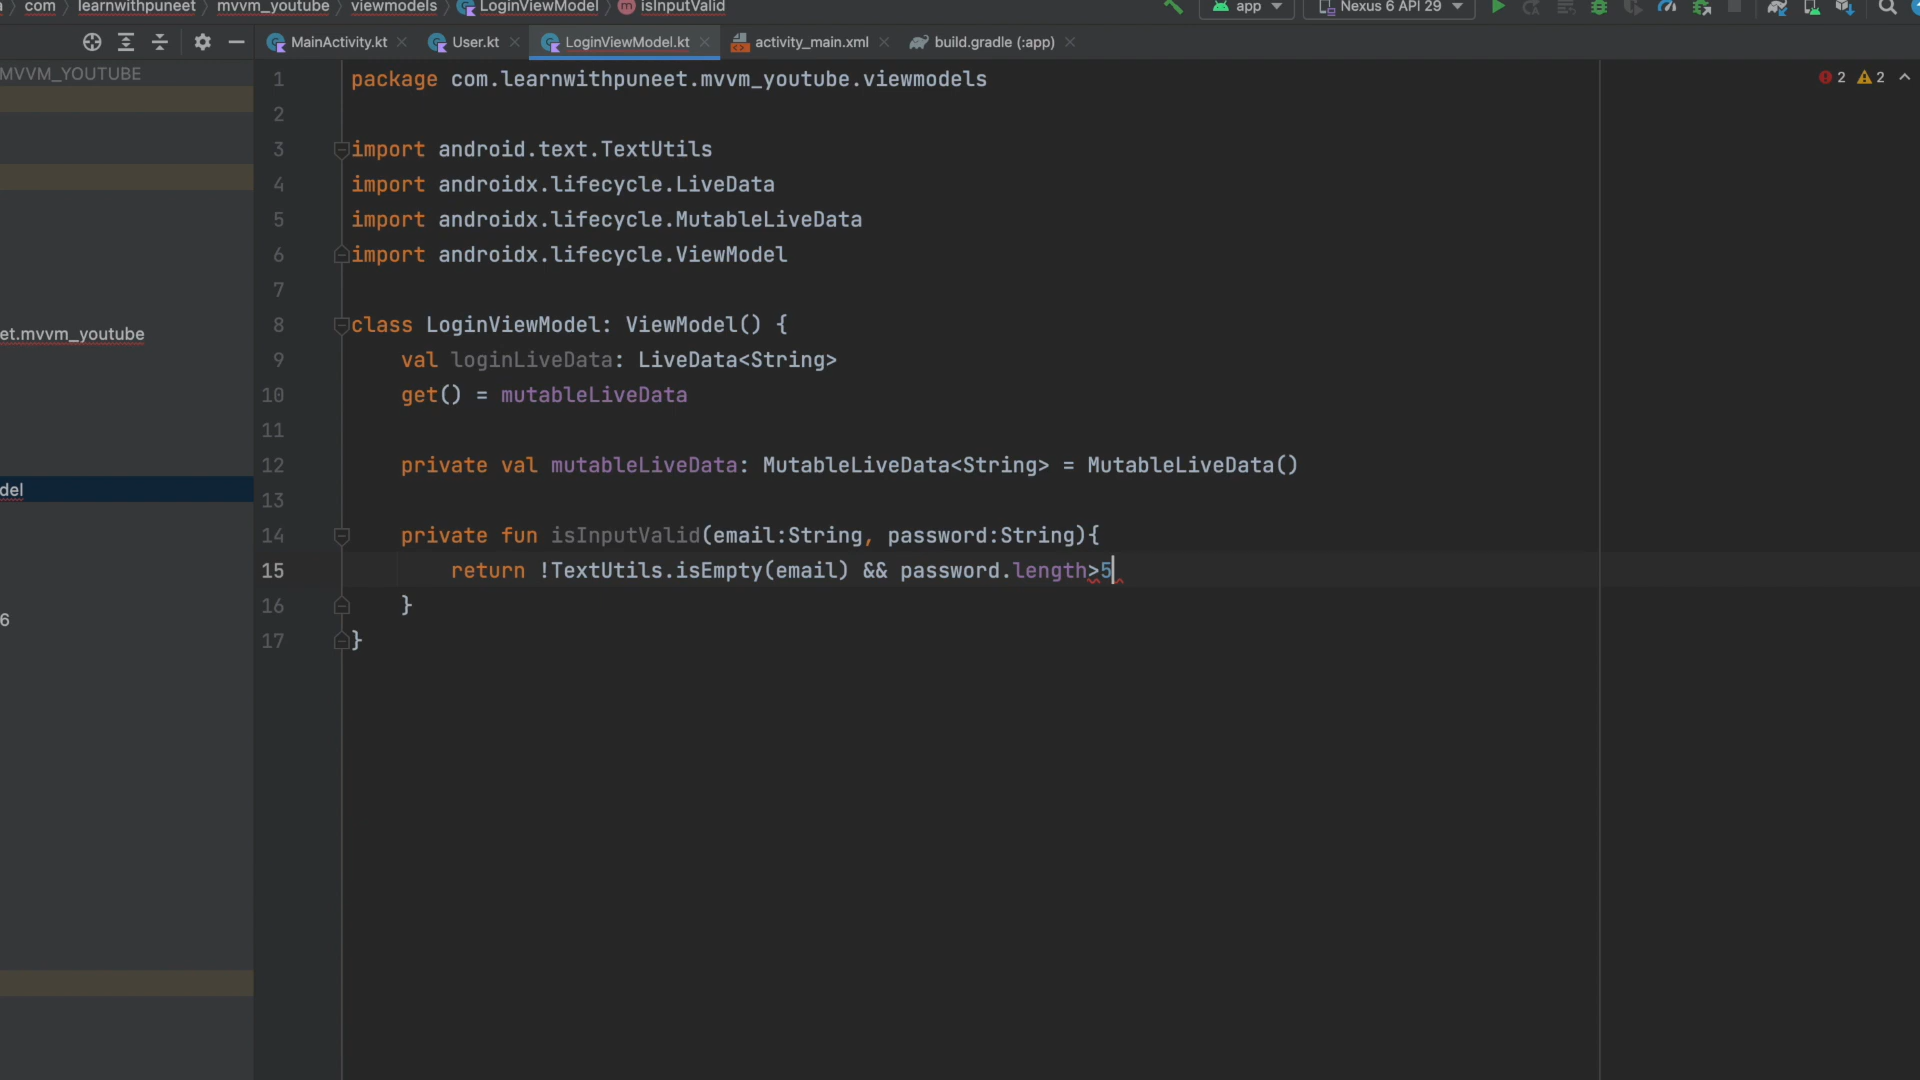 com learnwithpuneet mvvm_youtube viewmodels LoginViewModel isInputValid app Nexus 6 API 29
MainActivity.kt User.kt LoginViewModel.kt activity_main.xml build.gradle (:app)
MVVM_YOUTUBE
et.mvvm_youtube
del
6
2 2
1 package com.learnwithpuneet.mvvm_youtube.viewmodels
2
3 import android.text.TextUtils
4 import androidx.lifecycle.LiveData
5 import androidx.lifecycle.MutableLiveData
6 import androidx.lifecycle.ViewModel
7
8 class LoginViewModel: ViewModel() {
9 val loginLiveData: LiveData<String>
10 get() = mutableLiveData
11
12 private val mutableLiveData: MutableLiveData<String> = MutableLiveData()
13
14 private fun isInputValid(email:String, password:String){
15 return !TextUtils.isEmpty(email) && password.length>5
16 }
17 }